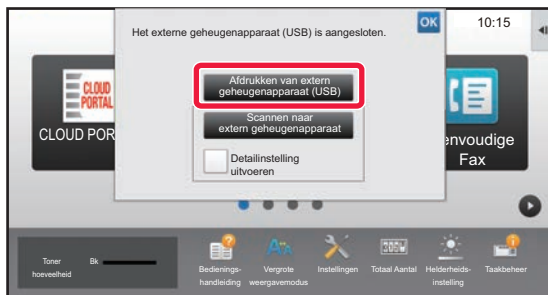 Het externe geheugenapparaat (USB) is aangesloten.
OK
10:15
Afdrukken van extern
geheugenapparaat (USB)
Scannen naar
extern geheugenapparaat
Detailinstelling
uitvoeren
CLOUD
PORTAL
CLOUD POR
envoudige
Fax
Toner
hoeveelheid
Bk
Bedienings-
handleiding
Vergrote
weergavemodus
Instellingen
Totaal Aantal
Helderheids-
instelling
Taakbeheer